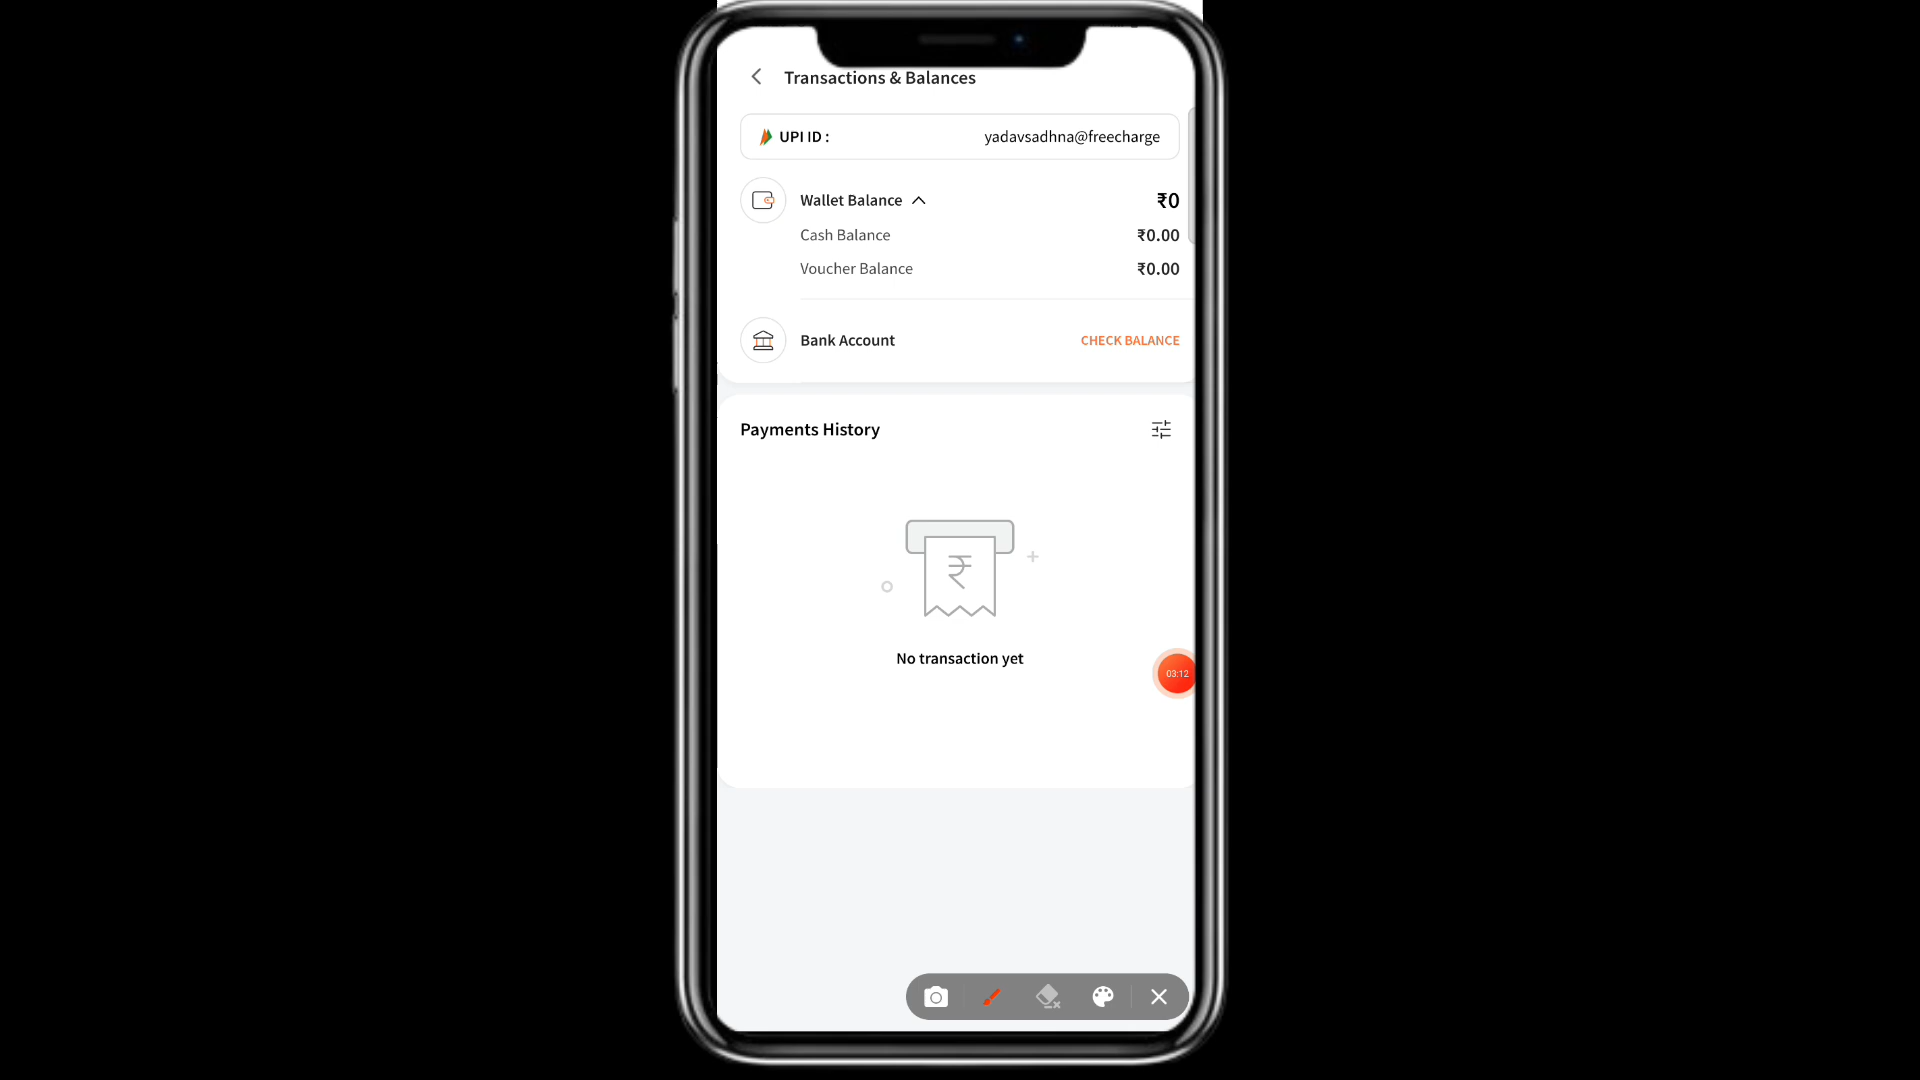 Transactions & Balances
UPI ID : yadavsadhna@freecharge
Wallet Balance ₹0
Cash Balance ₹0.00
Voucher Balance ₹0.00
Bank Account CHECK BALANCE
Payments History
₹
No transaction yet
03:12